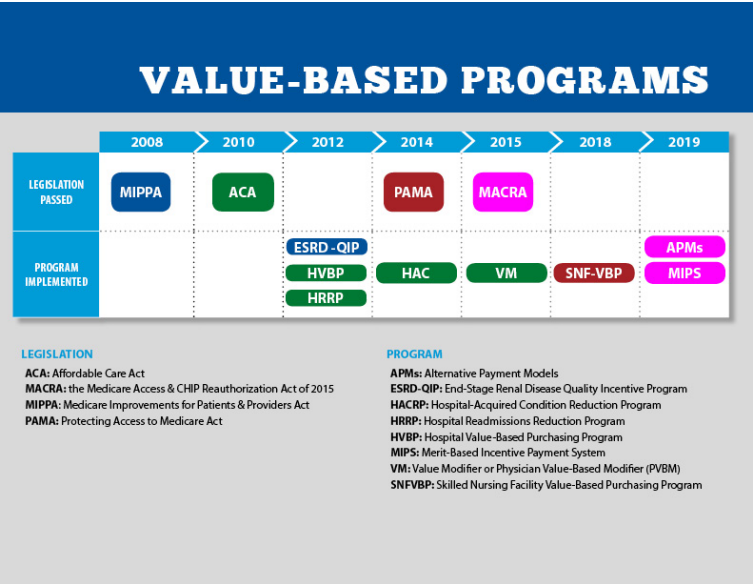 VALUE-BASED PROGRAMS
2008 2010 2012 2014 2015 2018 2019
LEGISLATION
PASSED
MIPPA ACA PAMA MACRA
PROGRAM
IMPLEMENTED
ESRD -QIP APMs
HVBP HAC VM SNF-VBP MIPS
HRRP
LEGISLATION
ACA: Affordable Care Act
MACRA: the Medicare Access & CHIP Reauthorization Act of 2015
MIPPA: Medicare Improvements for Patients & Providers Act
PAMA: Protecting Access to Medicare Act
PROGRAM
APMs: Alternative Payment Models
ESRD-QIP: End-Stage Renal Disease Quality Incentive Program
HACRP: Hospital-Acquired Condition Reduction Program
HRRP: Hospital Readmissions Reduction Program
HVBP: Hospital Value-Based Purchasing Program
MIPS: Merit-Based Incentive Payment System
VM: Value Modifier or Physician Value-Based Modifier (PVBM)
SNFVBP: Skilled Nursing Facility Value-Based Purchasing Program